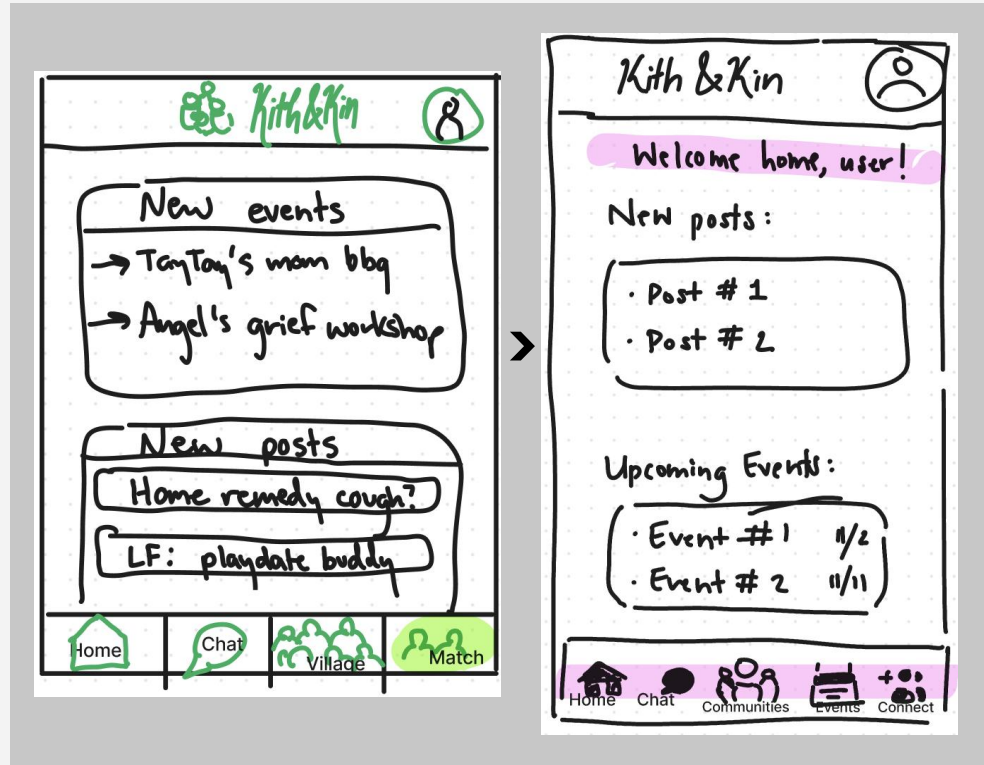 Kith&Kin
New events
→ TayTay's mom bbq
→ Angel's grief workshop
New posts
Home remedy cough?
LF: playdate buddy
Home
Chat
Village
Match
Kith & Kin
Welcome home, user!
New posts:
· Post # 1
· Post # 2
Upcoming Events:
· Event # 1 11/2
· Event # 2 11/11
Home
Chat
Communities
Events
Connect